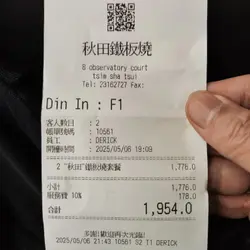 秋田鐵板燒
8 observatory court
tsim sha tsui
Tel: 23162727 Fax:
Din In : F1
客人數目 : 2
帳單號碼 : 10561
員工 : DERICK
開檯時間 : 2025/05/06 19:09
2 秋田鐵板燒套餐 1,776.0
小計 1,776.0
服務費 10% 178.0
合計 1,954.0
多謝!歡迎再次光臨!
2025/05/06 21:43 10561 S2 T1 DERICK